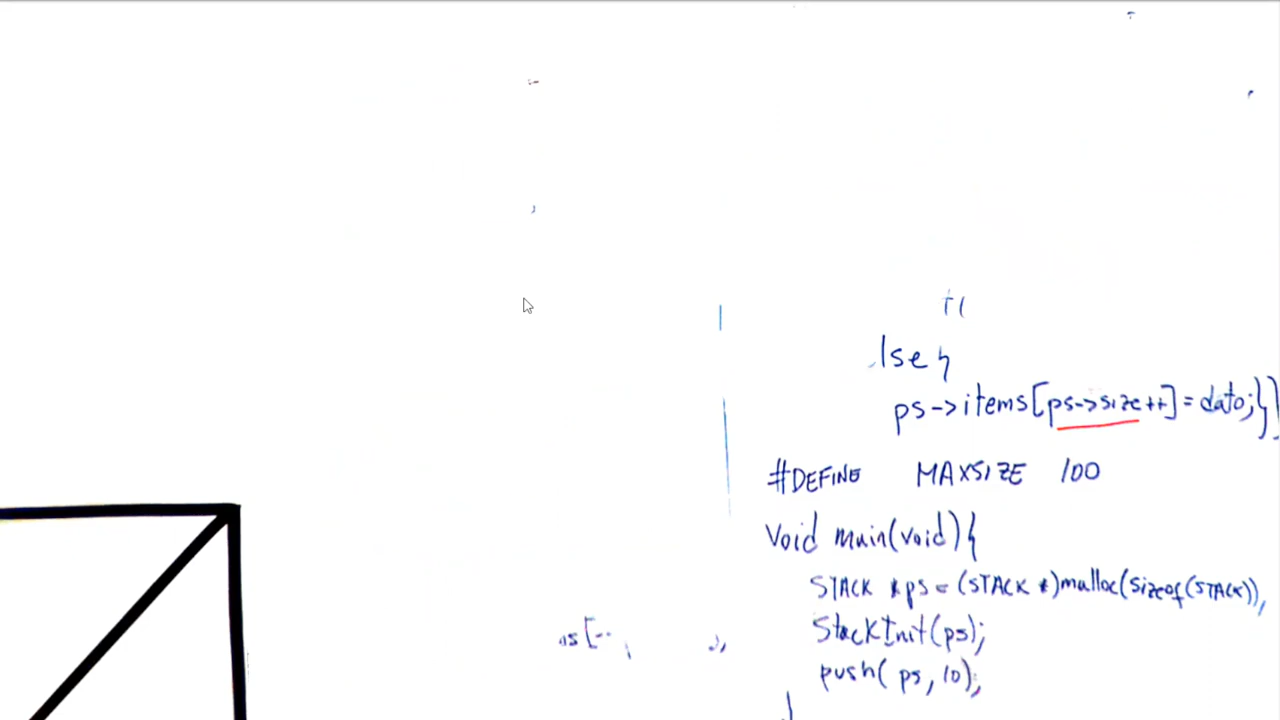 lse {
ps->items[ps->size++] = dato;}}
#DEFINE MAXSIZE 100
Void main(void){
STACK *ps = (STACK *)malloc(sizeof(STACK)),
StackInit(ps);
push( ps, 10);
}